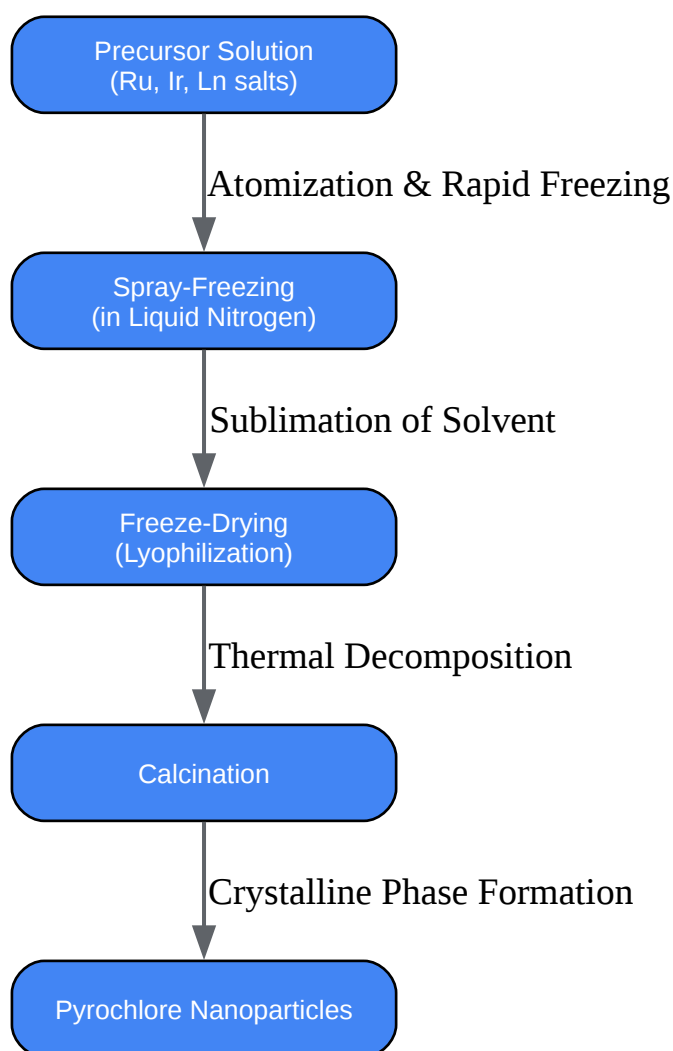 Precursor Solution
(Ru, Ir, Ln salts)
Atomization & Rapid Freezing
Spray-Freezing
(in Liquid Nitrogen)
Sublimation of Solvent
Freeze-Drying
(Lyophilization)
Thermal Decomposition
Calcination
Crystalline Phase Formation
Pyrochlore Nanoparticles